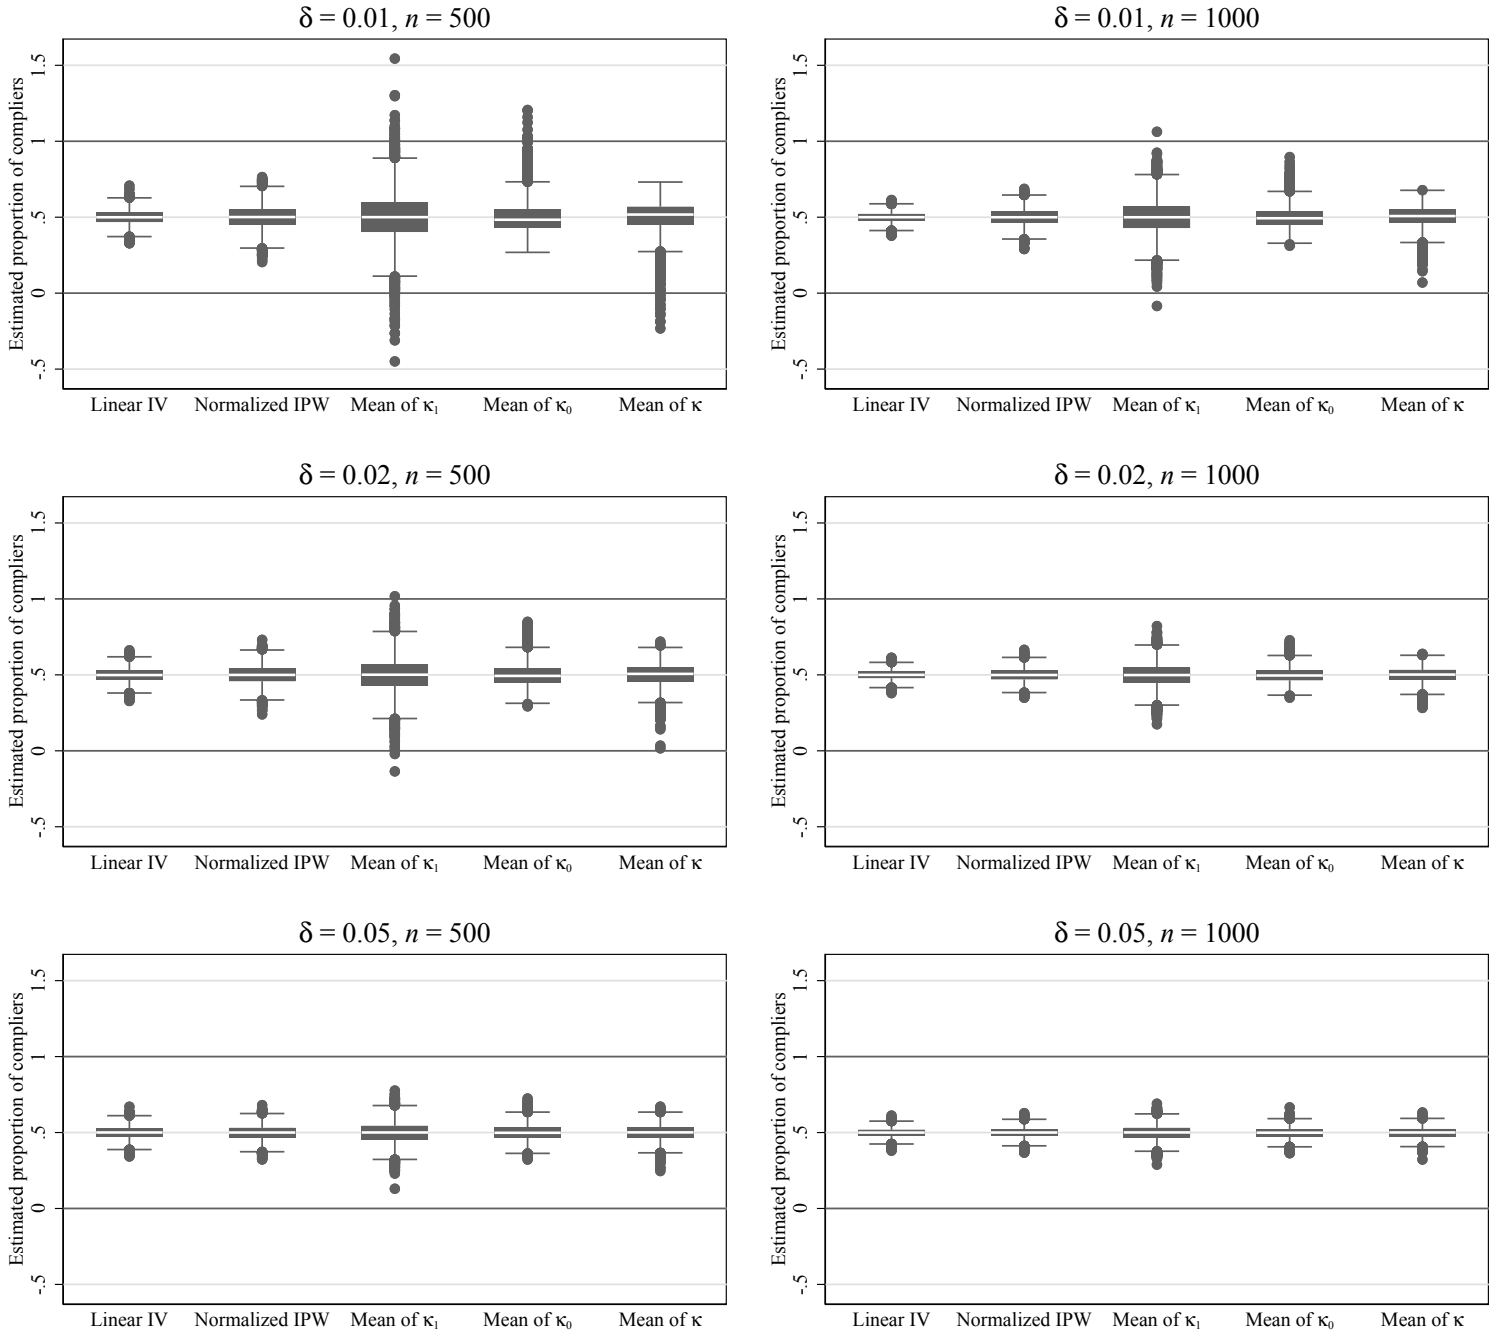 δ = 0.01, n = 500
Estimated proportion of compliers
1.5
1
.5
0
-.5
Linear IV Normalized IPW Mean of κ₁ Mean of κ₀ Mean of κ
δ = 0.01, n = 1000
Estimated proportion of compliers
1.5
1
.5
0
-.5
Linear IV Normalized IPW Mean of κ₁ Mean of κ₀ Mean of κ
δ = 0.02, n = 500
Estimated proportion of compliers
1.5
1
.5
0
-.5
Linear IV Normalized IPW Mean of κ₁ Mean of κ₀ Mean of κ
δ = 0.02, n = 1000
Estimated proportion of compliers
1.5
1
.5
0
-.5
Linear IV Normalized IPW Mean of κ₁ Mean of κ₀ Mean of κ
δ = 0.05, n = 500
Estimated proportion of compliers
1.5
1
.5
0
-.5
Linear IV Normalized IPW Mean of κ₁ Mean of κ₀ Mean of κ
δ = 0.05, n = 1000
Estimated proportion of compliers
1.5
1
.5
0
-.5
Linear IV Normalized IPW Mean of κ₁ Mean of κ₀ Mean of κ